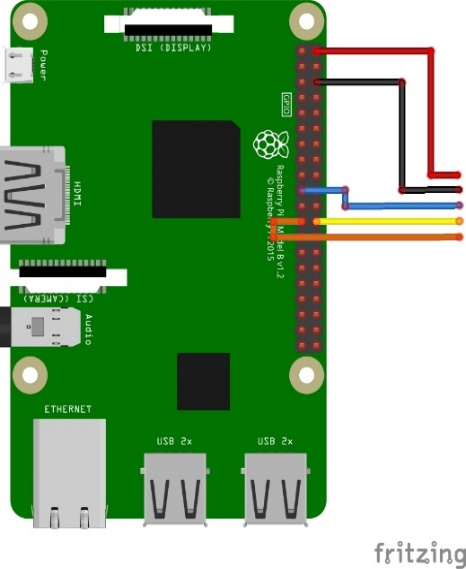 DSI (DISPLAY)
Power
GPIO
HDMI
Raspberry Pi 3 Model B v1.2
© Raspberry Pi 2015
CSI (CAMERA)
Audio
ETHERNET
USB 2x
USB 2x
fritzing